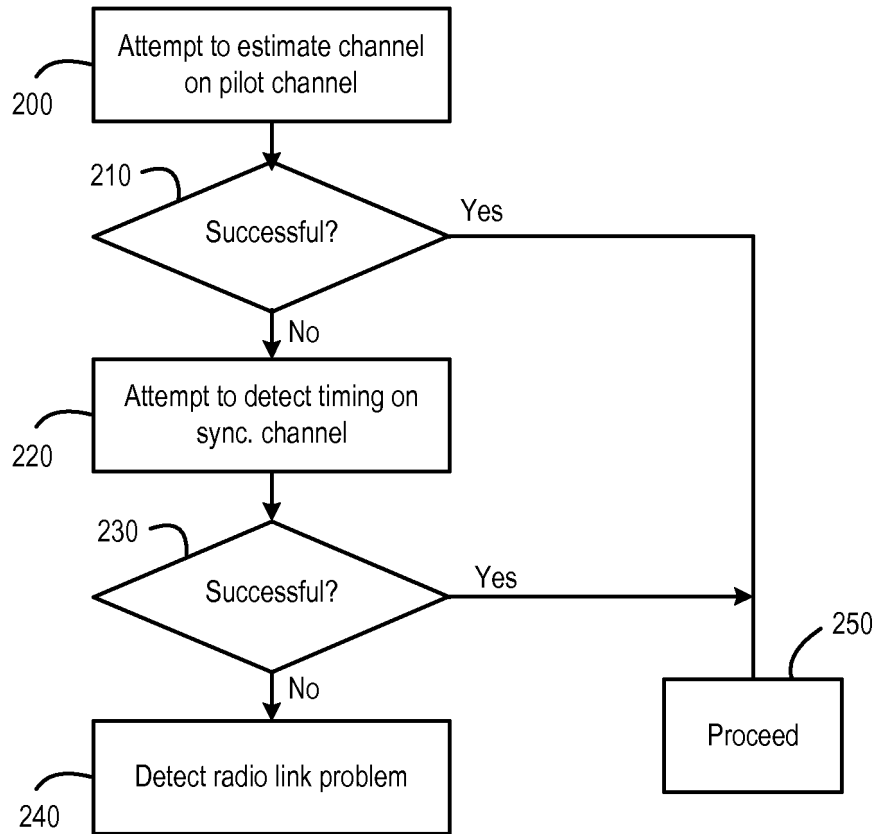 Attempt to estimate channel
on pilot channel
200
210
Successful?
Yes
No
Attempt to detect timing on
sync. channel
220
230
Successful?
Yes
No
250
Proceed
Detect radio link problem
240